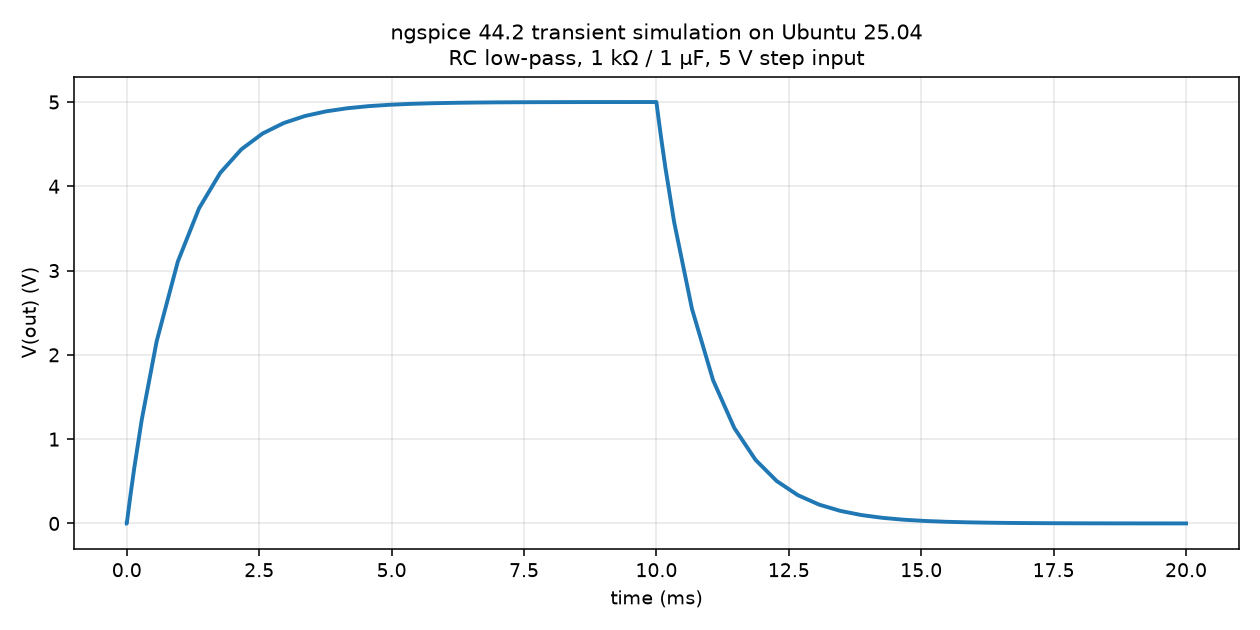 ngspice 44.2 transient simulation on Ubuntu 25.04
RC low-pass, 1 kΩ / 1 µF, 5 V step input
V(out) (V)
5
4
3
2
1
0
0.0 2.5 5.0 7.5 10.0 12.5 15.0 17.5 20.0
time (ms)